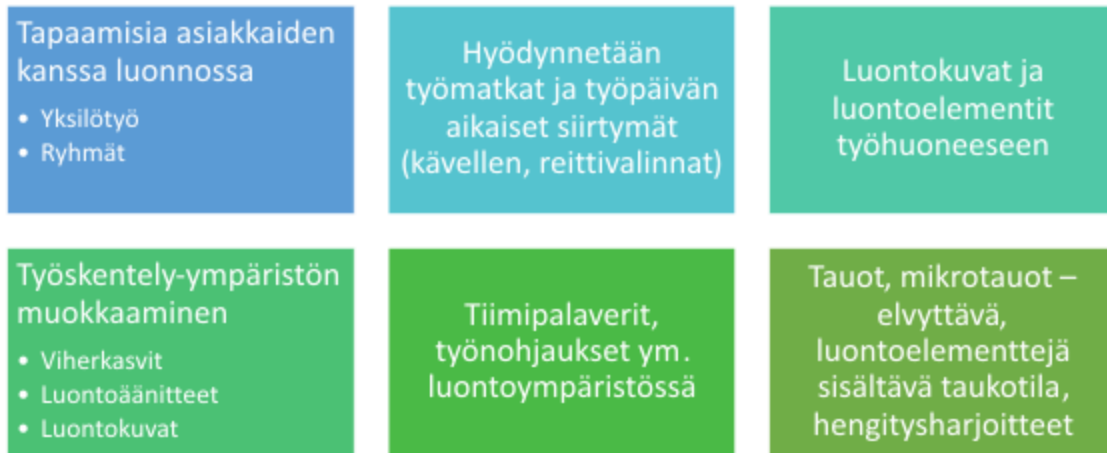 Tapaamisia asiakkaiden
kanssa luonnossa
• Yksilötyö
• Ryhmät
Hyödynnetään
työmatkat ja työpäivän
aikaiset siirtymät
(kävellen, reittivalinnat)
Luontokuvat ja
luontoelementit
työhuoneeseen
Työskentely-ympäristön
muokkaaminen
• Viherkasvit
• Luontoäänitteet
• Luontokuvat
Tiimipalaverit,
työnohjaukset ym.
luontoympäristössä
Tauot, mikrotauot –
elvyttävä,
luontoelementtejä
sisältävä taukotila,
hengitysharjoitteet